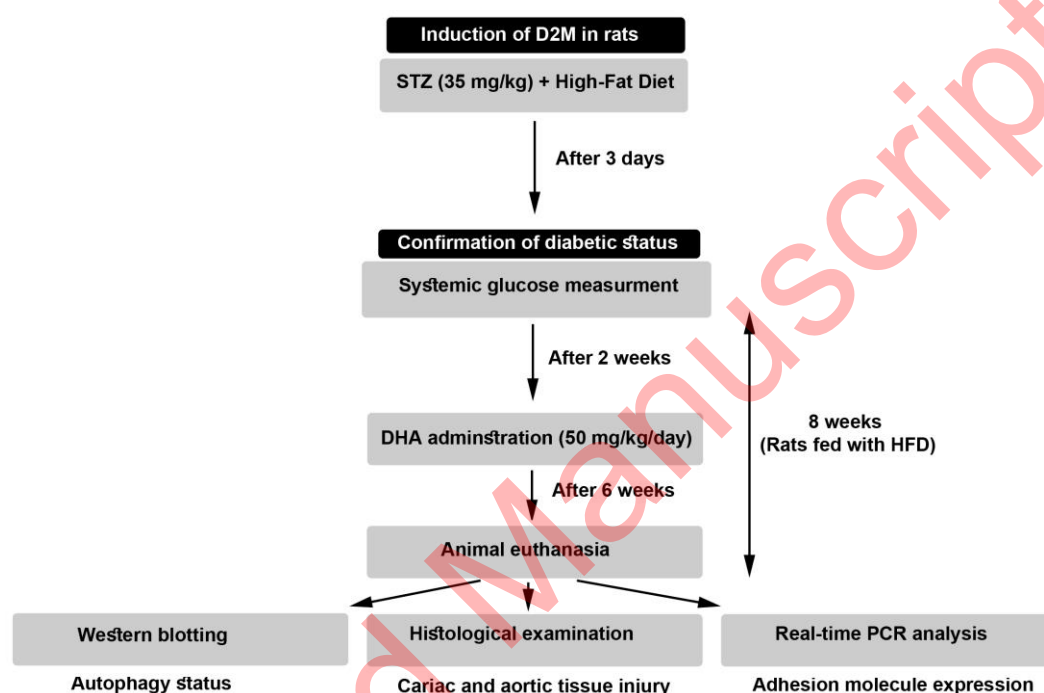 Induction of D2M in rats
STZ (35 mg/kg) + High-Fat Diet
After 3 days
Confirmation of diabetic status
Systemic glucose measurment
After 2 weeks
DHA adminstration (50 mg/kg/day)
8 weeks
(Rats fed with HFD)
After 6 weeks
Animal euthanasia
Western blotting
Histological examination
Real-time PCR analysis
Autophagy status
Cariac and aortic tissue injury
Adhesion molecule expression
d Manuscript